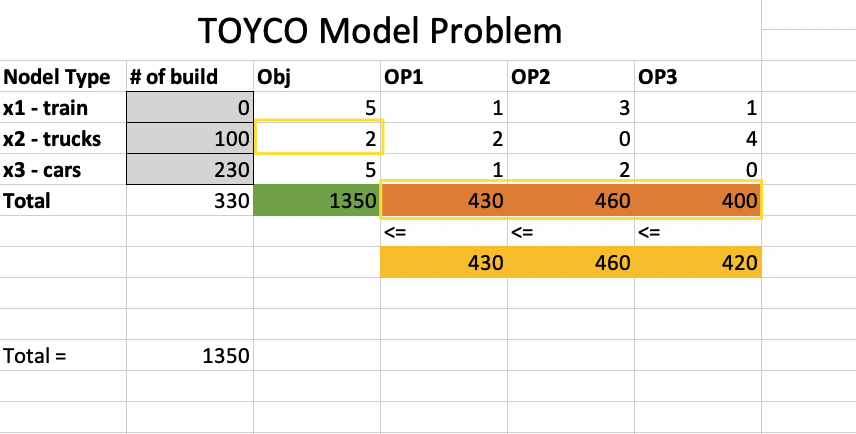 TOYCO Model Problem
Nodel Type # of build Obj OP1 OP2 OP3
x1 - train 0 5 1 3 1
x2 - trucks 100 2 2 0 4
x3 - cars 230 5 1 2 0
Total 330 1350 430 460 400
<= <= <=
430 460 420
Total = 1350